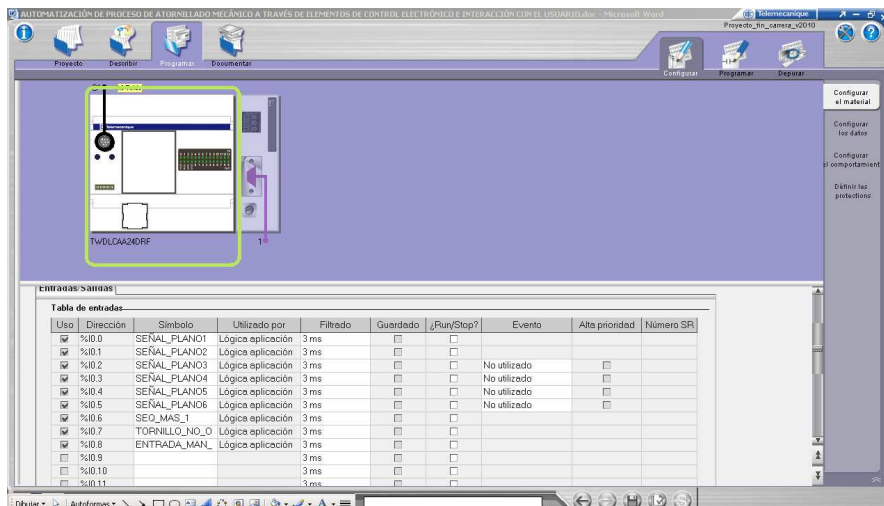 AUTOMATIZACIÓN DE PROCESO DE ATORNILLADO MECÁNICO A TRAVÉS DE ELEMENTOS DE CONTROL ELECTRÓNICO E INTERACCIÓN CON EL USUARIO.doc - Microsoft Word
Telemecanique
Proyecto_fin_carrera_v2010
Proyecto
Describir
Programar
Documentar
Configurar
Programar
Depurar
Configurar
el material
Configurar
los datos
Configurar
el comportamient
Définir les
protections
Telemecanique
TWDLCAA24DRF
1
Entradas/Salidas
Tabla de entradas
Uso Dirección Símbolo Utilizado por Filtrado Guardado ¿Run/Stop? Evento Alta prioridad Número SR
%I0.0 SEÑAL_PLANO1 Lógica aplicación 3 ms
%I0.1 SEÑAL_PLANO2 Lógica aplicación 3 ms
%I0.2 SEÑAL_PLANO3 Lógica aplicación 3 ms No utilizado
%I0.3 SEÑAL_PLANO4 Lógica aplicación 3 ms No utilizado
%I0.4 SEÑAL_PLANO5 Lógica aplicación 3 ms No utilizado
%I0.5 SEÑAL_PLANO6 Lógica aplicación 3 ms No utilizado
%I0.6 SEQ_MAS_1 Lógica aplicación 3 ms
%I0.7 TORNILLO_NO_O Lógica aplicación 3 ms
%I0.8 ENTRADA_MAN_ Lógica aplicación 3 ms
%I0.9 3 ms
%I0.10 3 ms
%I0.11 3 ms
Dibujar Autoformas